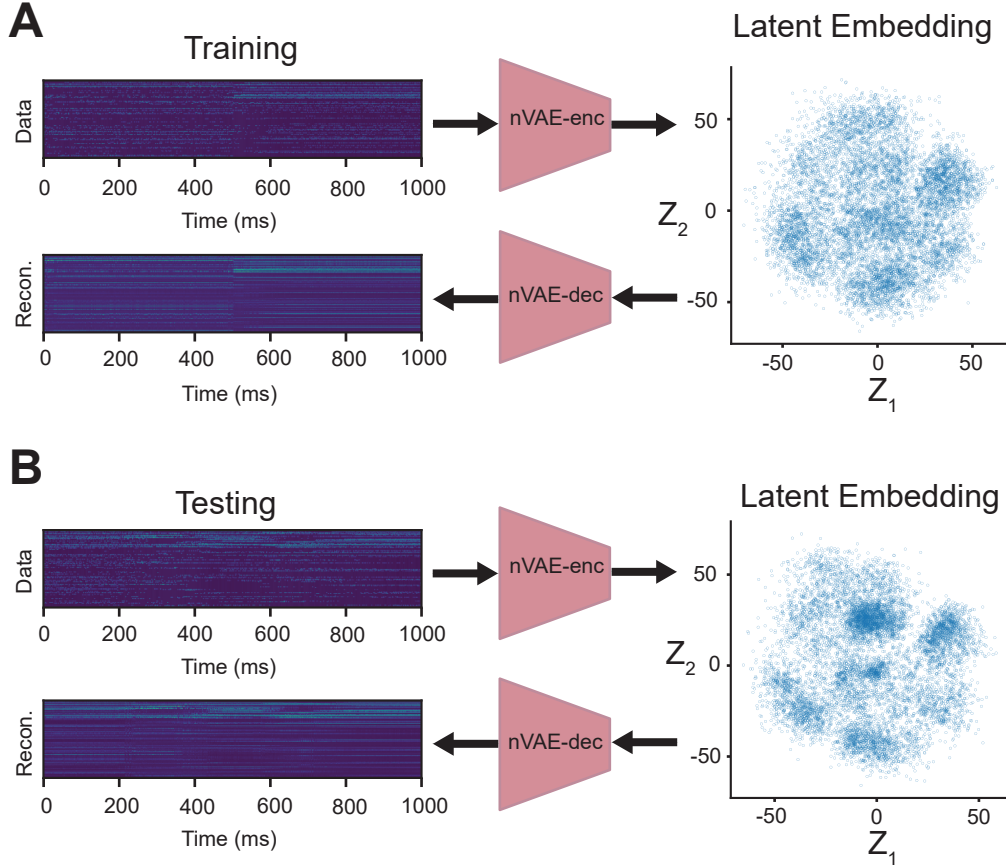 A
Training
Latent Embedding
Data
0 200 400 600 800 1000
Time (ms)
nVAE-enc
Recon.
0 200 400 600 800 1000
Time (ms)
nVAE-dec
Z2
50
0
-50
-50 0 50
Z1
B
Testing
Latent Embedding
Data
0 200 400 600 800 1000
Time (ms)
nVAE-enc
Recon.
0 200 400 600 800 1000
Time (ms)
nVAE-dec
Z2
50
0
-50
-50 0 50
Z1